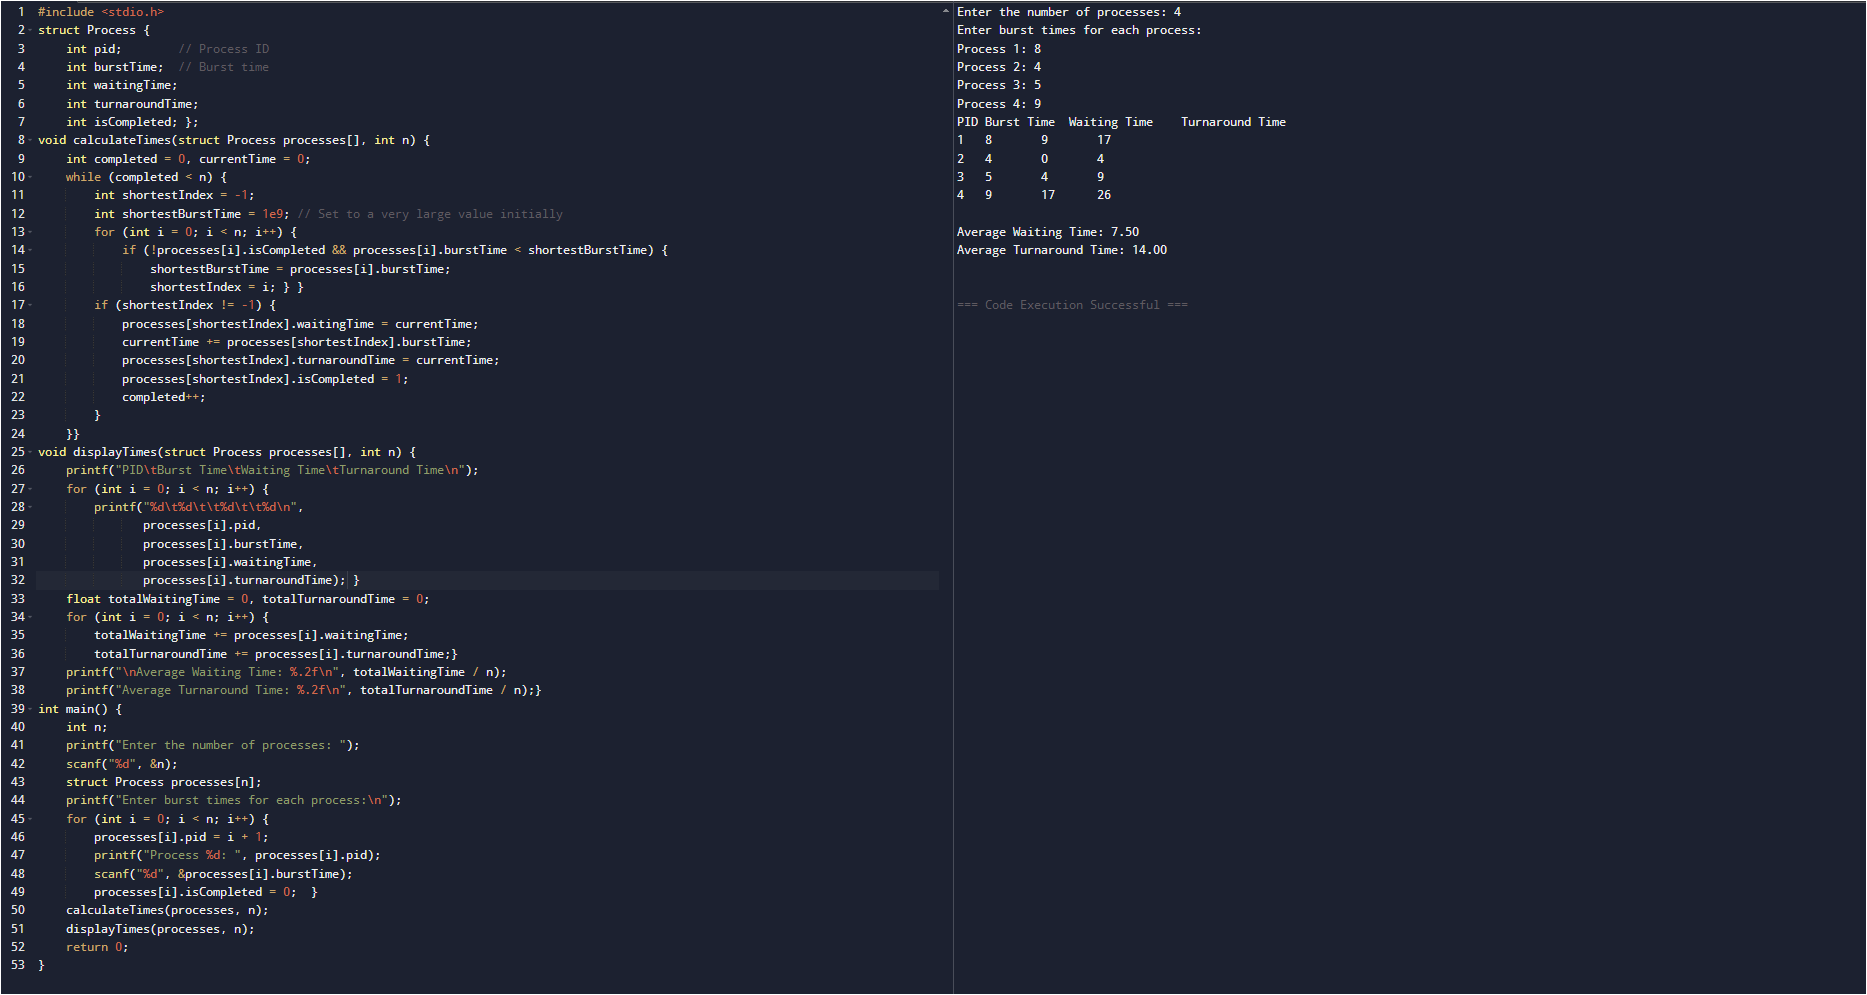 1 #include <stdio.h>
2 struct Process {
3     int pid;        // Process ID
4     int burstTime;  // Burst time
5     int waitingTime;
6     int turnaroundTime;
7     int isCompleted; };
8 void calculateTimes(struct Process processes[], int n) {
9     int completed = 0, currentTime = 0;
10     while (completed < n) {
11         int shortestIndex = -1;
12         int shortestBurstTime = 1e9; // Set to a very large value initially
13         for (int i = 0; i < n; i++) {
14             if (!processes[i].isCompleted && processes[i].burstTime < shortestBurstTime) {
15                 shortestBurstTime = processes[i].burstTime;
16                 shortestIndex = i; } }
17         if (shortestIndex != -1) {
18             processes[shortestIndex].waitingTime = currentTime;
19             currentTime += processes[shortestIndex].burstTime;
20             processes[shortestIndex].turnaroundTime = currentTime;
21             processes[shortestIndex].isCompleted = 1;
22             completed++;
23         }
24     }}
25 void displayTimes(struct Process processes[], int n) {
26     printf("PID\tBurst Time\tWaiting Time\tTurnaround Time\n");
27     for (int i = 0; i < n; i++) {
28         printf("%d\t%d\t\t%d\t\t%d\n",
29                processes[i].pid,
30                processes[i].burstTime,
31                processes[i].waitingTime,
32                processes[i].turnaroundTime); }
33     float totalWaitingTime = 0, totalTurnaroundTime = 0;
34     for (int i = 0; i < n; i++) {
35         totalWaitingTime += processes[i].waitingTime;
36         totalTurnaroundTime += processes[i].turnaroundTime;}
37     printf("\nAverage Waiting Time: %.2f\n", totalWaitingTime / n);
38     printf("Average Turnaround Time: %.2f\n", totalTurnaroundTime / n);}
39 int main() {
40     int n;
41     printf("Enter the number of processes: ");
42     scanf("%d", &n);
43     struct Process processes[n];
44     printf("Enter burst times for each process:\n");
45     for (int i = 0; i < n; i++) {
46         processes[i].pid = i + 1;
47         printf("Process %d: ", processes[i].pid);
48         scanf("%d", &processes[i].burstTime);
49         processes[i].isCompleted = 0;  }
50     calculateTimes(processes, n);
51     displayTimes(processes, n);
52     return 0;
53 }
Enter the number of processes: 4
Enter burst times for each process:
Process 1: 8
Process 2: 4
Process 3: 5
Process 4: 9
PID Burst Time  Waiting Time    Turnaround Time
1   8       9       17
2   4       0       4
3   5       4       9
4   9       17      26
Average Waiting Time: 7.50
Average Turnaround Time: 14.00
=== Code Execution Successful ===